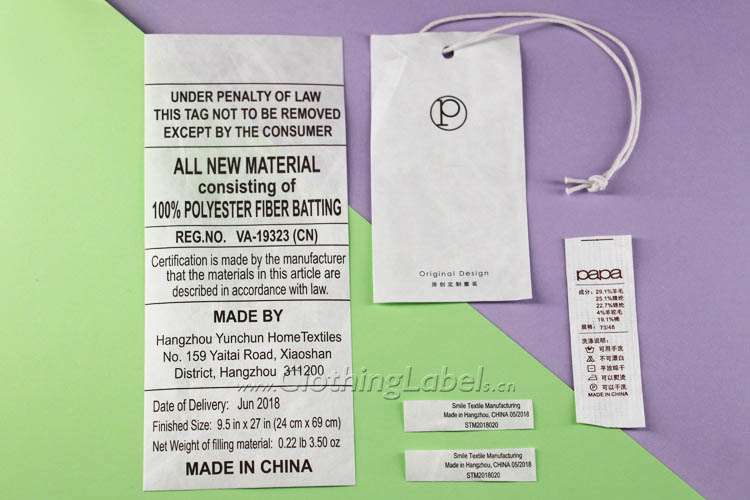 UNDER PENALTY OF LAW
THIS TAG NOT TO BE REMOVED
EXCEPT BY THE CONSUMER
ALL NEW MATERIAL
consisting of
100% POLYESTER FIBER BATTING
REG.NO. VA-19323 (CN)
Certification is made by the manufacturer
that the materials in this article are
described in accordance with law.
MADE BY
Hangzhou Yunchun HomeTextiles
No. 159 Yaitai Road, Xiaoshan
District, Hangzhou 311200
Date of Delivery: Jun 2018
Finished Size: 9.5 in x 27 in (24 cm x 69 cm)
Net Weight of filling material: 0.22 lb 3.50 oz
MADE IN CHINA
p
Original Design
原创定制童装
papa
成分: 29.1%羊毛
25.1%腈纶
22.7%锦纶
4%羊驼毛
19.1%棉
规格: 73/48
洗涤说明:
可用手洗
不可漂白
平放晾干
可以熨烫
P 可以干洗
MADE IN CHINA
Smile Textile Manufacturing
Made in Hangzhou, CHINA 05/2018
STM2018020
Smile Textile Manufacturing
Made in Hangzhou, CHINA 05/2018
STM2018020
www.ClothingLabels.cn